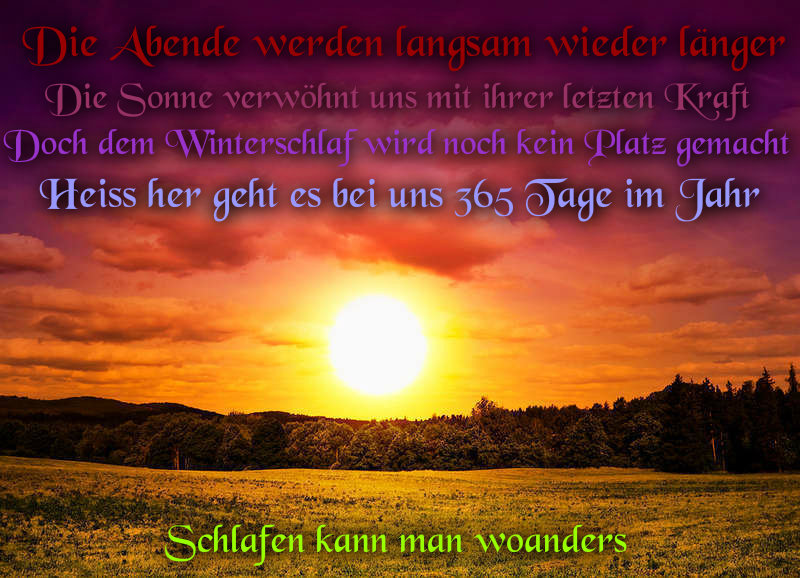 Die Abende werden langsam wieder länger
Die Sonne verwöhnt uns mit ihrer letzten Kraft
Doch dem Winterschlaf wird noch kein Platz gemacht
Heiss her geht es bei uns 365 Tage im Jahr
Schlafen kann man woanders